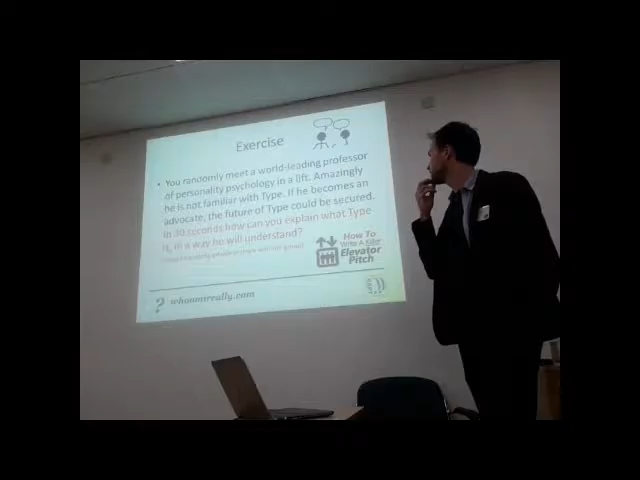 Exercise
• You randomly meet a world-leading professor
of personality psychology in a lift. Amazingly
he is not familiar with Type. If he becomes an
advocate, the future of Type could be secured.
In 30 seconds how can you explain what Type
is, in a way he will understand?
How To
Write A Killer
Elevator
Pitch
? whoamireally.com